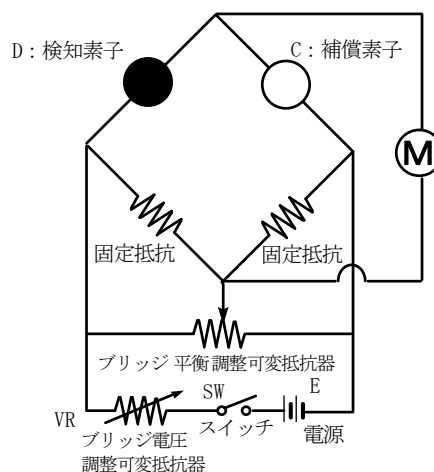 D：検知素子
C：補償素子
M
固定抵抗
固定抵抗
ブリッジ 平衡 調整可変抵抗器
SW
E
VR
スイッチ
電源
ブリッジ電圧
調整可変抵抗器